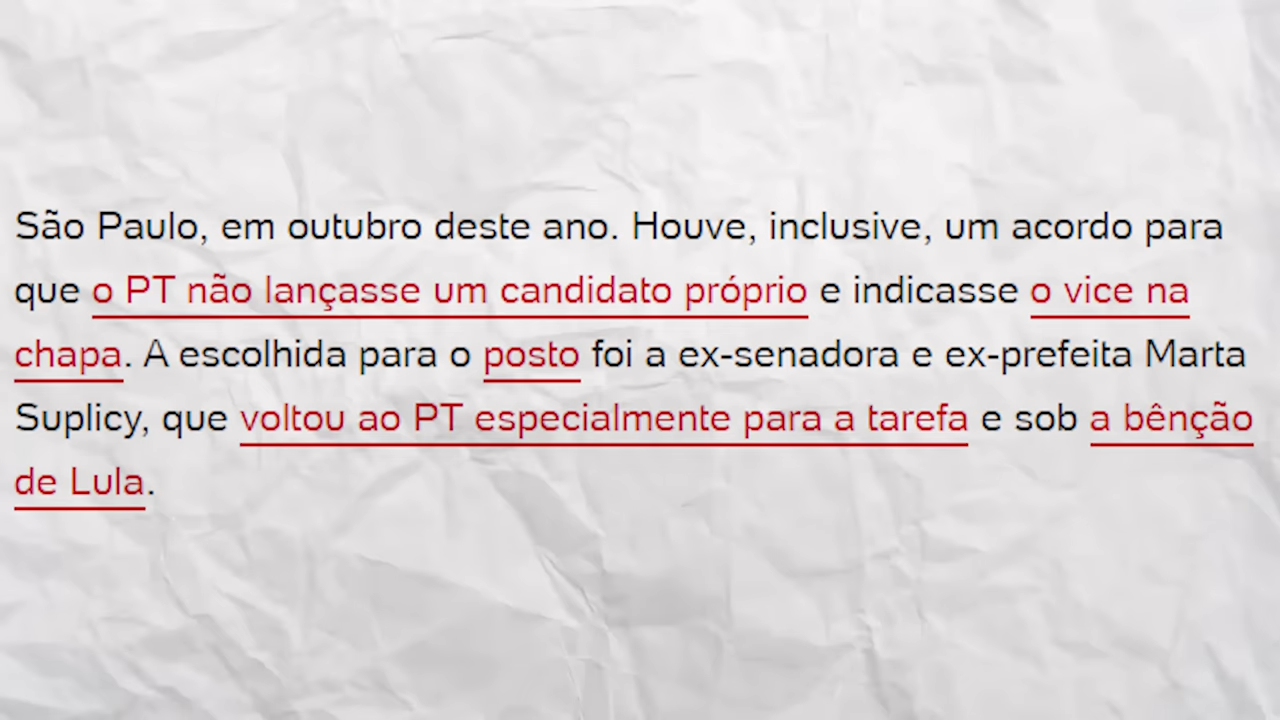 São Paulo, em outubro deste ano. Houve, inclusive, um acordo para
que o PT não lançasse um candidato próprio e indicasse o vice na
chapa. A escolhida para o posto foi a ex-senadora e ex-prefeita Marta
Suplicy, que voltou ao PT especialmente para a tarefa e sob a bênção
de Lula.